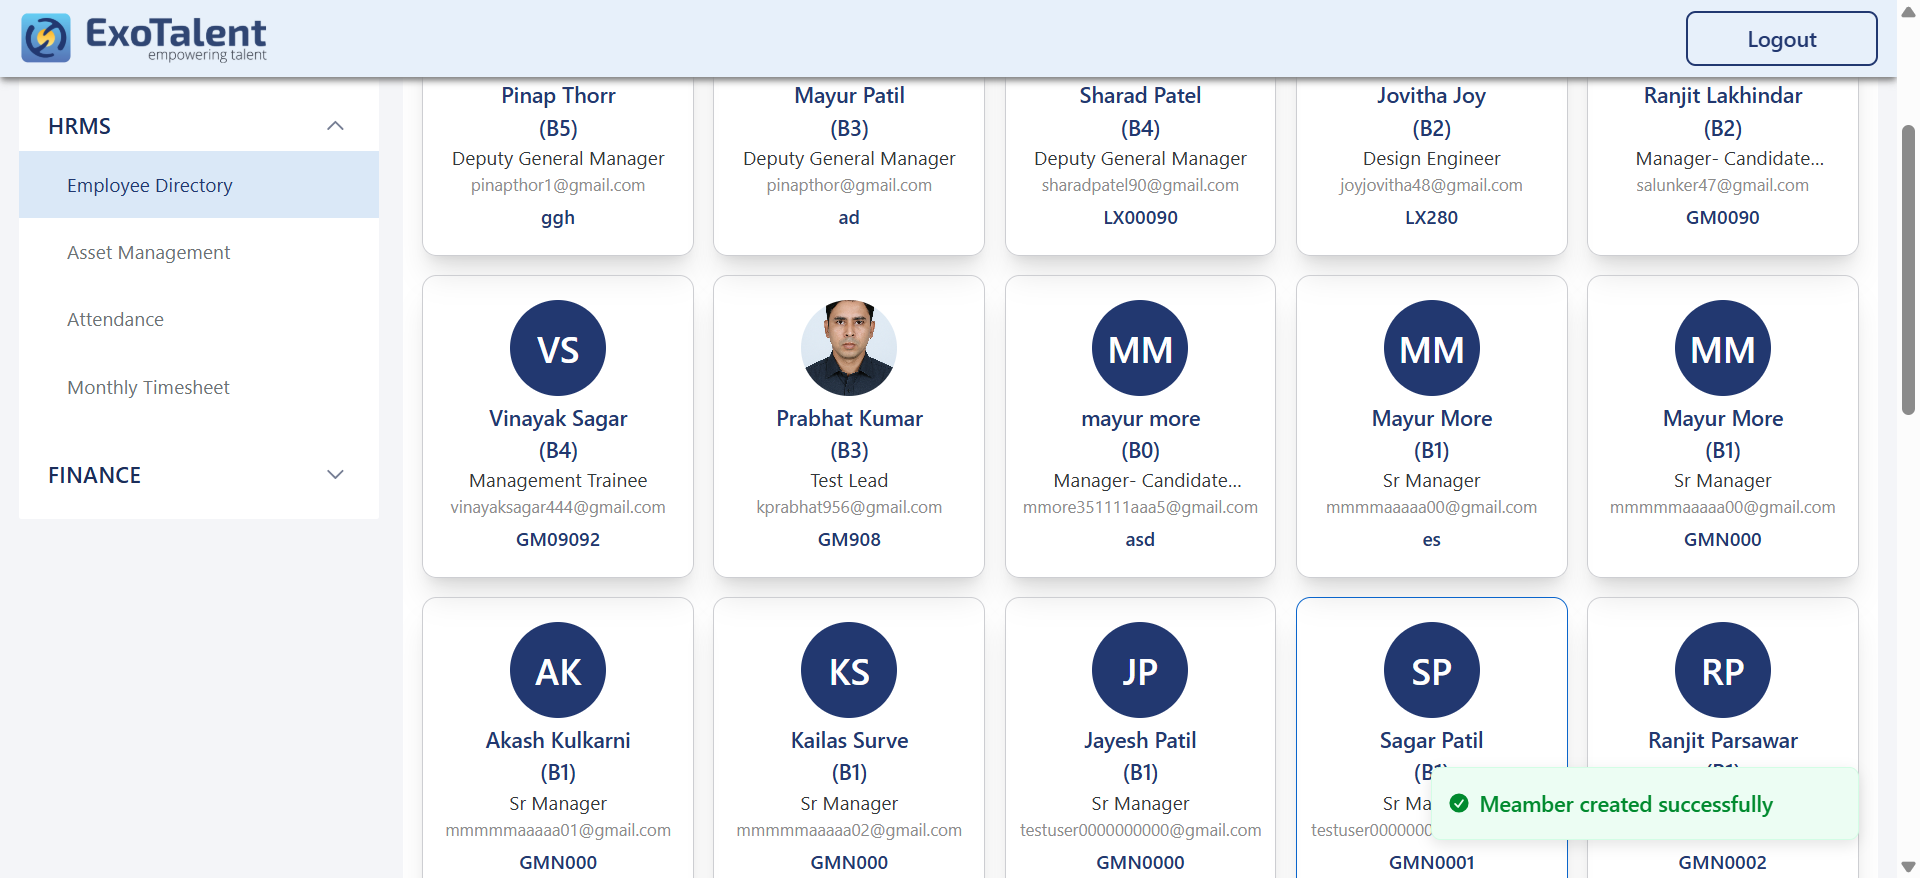 ExoTalent
empowering talent
Logout
HRMS
Employee Directory
Asset Management
Attendance
Monthly Timesheet
FINANCE
Pinap Thorr
(B5)
Deputy General Manager
pinapthor1@gmail.com
ggh
Mayur Patil
(B3)
Deputy General Manager
pinapthor@gmail.com
ad
Sharad Patel
(B4)
Deputy General Manager
sharadpatel90@gmail.com
LX00090
Jovitha Joy
(B2)
Design Engineer
joyjovitha48@gmail.com
LX280
Ranjit Lakhindar
(B2)
Manager- Candidate...
salunker47@gmail.com
GM0090
VS
Vinayak Sagar
(B4)
Management Trainee
vinayaksagar444@gmail.com
GM09092
Prabhat Kumar
(B3)
Test Lead
kprabhat956@gmail.com
GM908
MM
mayur more
(B0)
Manager- Candidate...
mmore351111aaa5@gmail.com
asd
MM
Mayur More
(B1)
Sr Manager
mmmmaaaaa00@gmail.com
es
MM
Mayur More
(B1)
Sr Manager
mmmmmaaaaa00@gmail.com
GMN000
AK
Akash Kulkarni
(B1)
Sr Manager
mmmmmaaaaa01@gmail.com
GMN000
KS
Kailas Surve
(B1)
Sr Manager
mmmmmaaaaa02@gmail.com
GMN000
JP
Jayesh Patil
(B1)
Sr Manager
testuser0000000000@gmail.com
GMN0000
SP
Sagar Patil
Sr Ma
GMN0001
RP
Ranjit Parsawar
GMN0002
Meamber created successfully